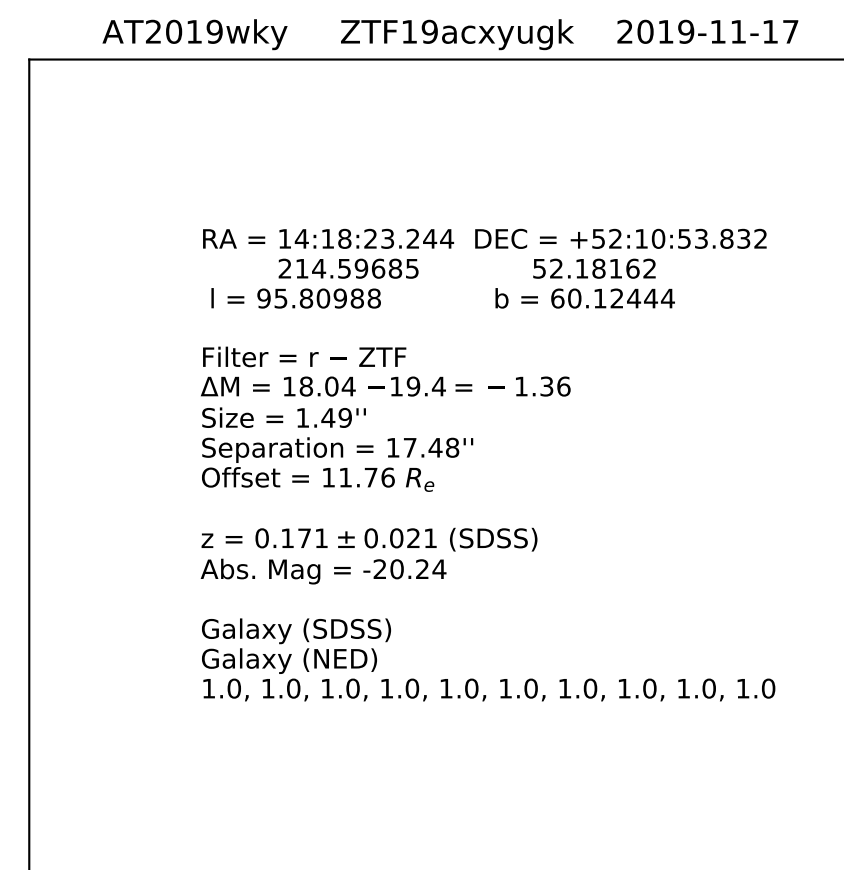 AT2019wky ZTF19acxyugk 2019-11-17
RA = 14:18:23.244 DEC = +52:10:53.832
214.59685 52.18162
l = 95.80988 b = 60.12444
Filter = r − ZTF
ΔM = 18.04 −19.4 = − 1.36
Size = 1.49''
Separation = 17.48''
Offset = 11.76 Re
z = 0.171 ± 0.021 (SDSS)
Abs. Mag = -20.24
Galaxy (SDSS)
Galaxy (NED)
1.0, 1.0, 1.0, 1.0, 1.0, 1.0, 1.0, 1.0, 1.0, 1.0